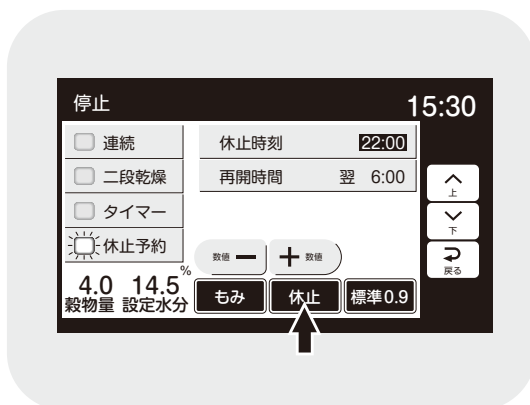 停止 15:30
連続
二段乾燥
タイマー
休止予約
休止時刻 22:00
再開時間 翌 6:00
数値 − + 数値
4.0 14.5%
穀物量 設定水分
もみ 休止 標準0.9
上
下
戻る